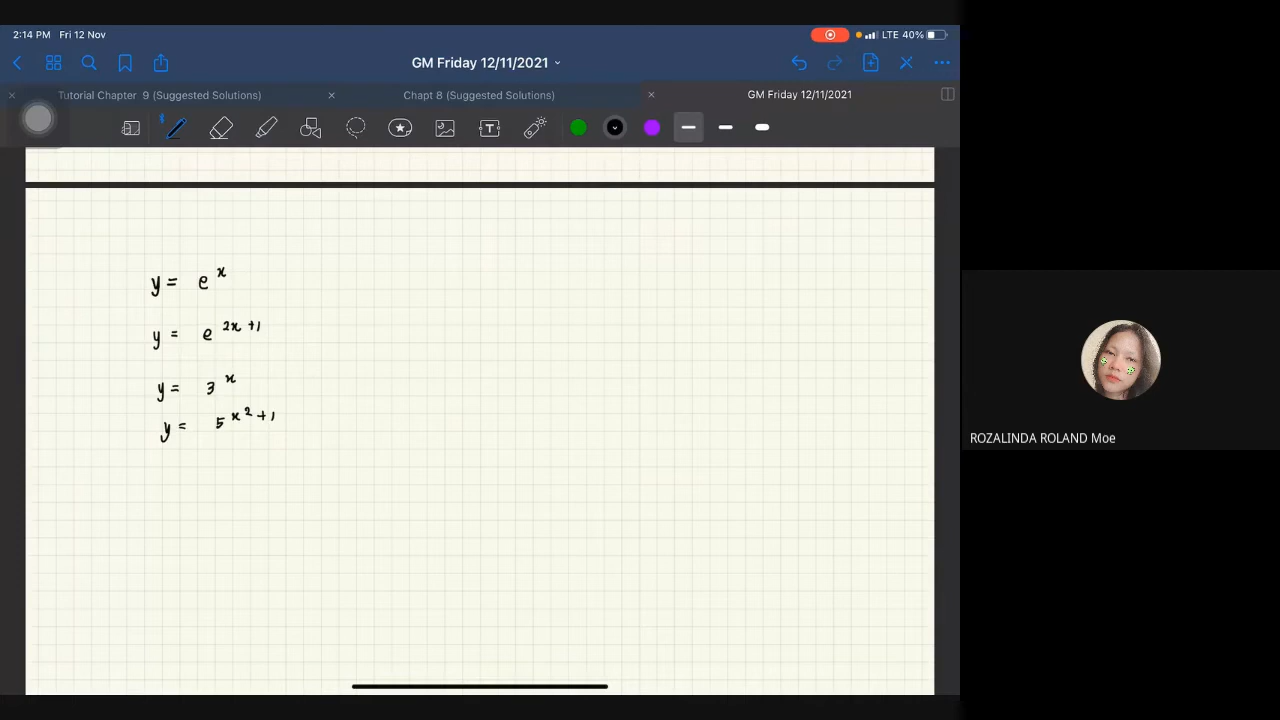 2:14 PM Fri 12 Nov
LTE 40%
GM Friday 12/11/2021
Tutorial Chapter 9 (Suggested Solutions)
Chapt 8 (Suggested Solutions)
GM Friday 12/11/2021
y = e^x
y = e^{2x+1}
y = 3^x
y = 5^{x^2+1}
ROZALINDA ROLAND Moe